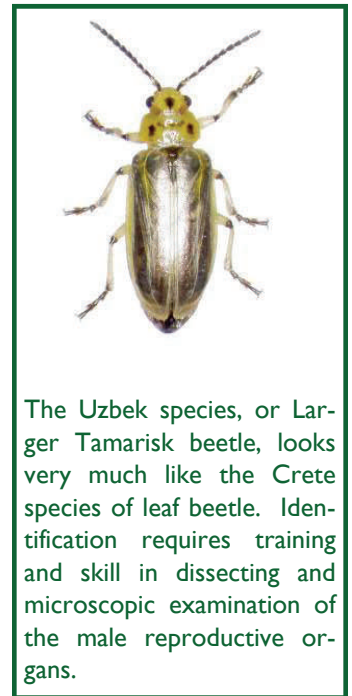 The Uzbek species, or Lar-
ger Tamarisk beetle, looks
very much like the Crete
species of leaf beetle. Iden-
tification requires training
and skill in dissecting and
microscopic examination of
the male reproductive or-
gans.